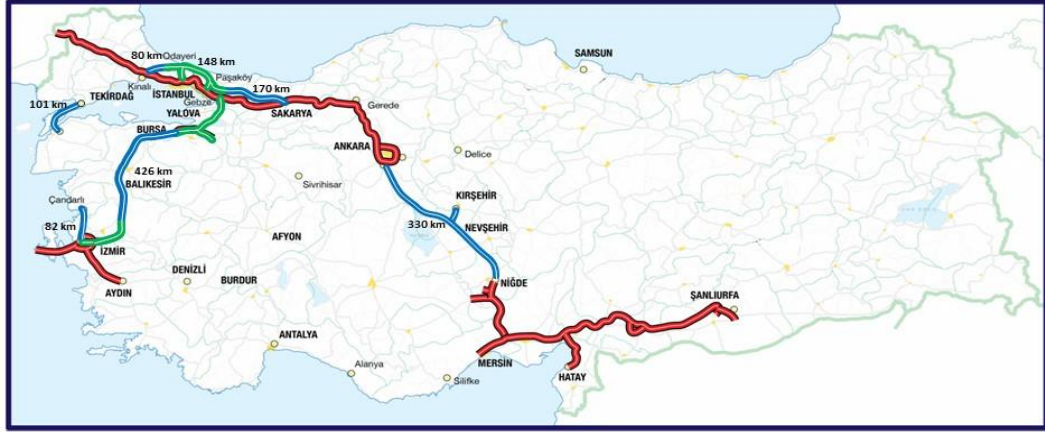 80 km
Odayeri
148 km
SAMSUN
Paşaköy
Kınalı
170 km
İSTANBUL
101 km
TEKİRDAĞ
Gebze
Gerede
YALOVA
SAKARYA
BURSA
ANKARA
Delice
426 km
Sivrihisar
BALIKESİR
KIRŞEHİR
Çandarlı
330 km
NEVŞEHİR
82 km
AFYON
İZMİR
DENİZLİ
BURDUR
NİĞDE
AYDIN
ŞANLIURFA
ANTALYA
Alanya
MERSİN
Silifke
HATAY